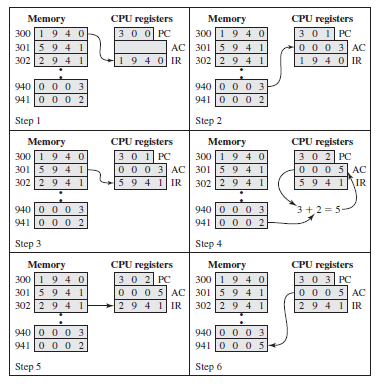 Memory CPU registers
300 1 9 4 0 3 0 0 PC
301 5 9 4 1 AC
302 2 9 4 1 1 9 4 0 IR
940 0 0 0 3
941 0 0 0 2
Step 1
Memory CPU registers
300 1 9 4 0 3 0 1 PC
301 5 9 4 1 0 0 0 3 AC
302 2 9 4 1 1 9 4 0 IR
940 0 0 0 3
941 0 0 0 2
Step 2
Memory CPU registers
300 1 9 4 0 3 0 1 PC
301 5 9 4 1 0 0 0 3 AC
302 2 9 4 1 5 9 4 1 IR
940 0 0 0 3
941 0 0 0 2
Step 3
Memory CPU registers
300 1 9 4 0 3 0 2 PC
301 5 9 4 1 0 0 0 5 AC
302 2 9 4 1 5 9 4 1 IR
940 0 0 0 3 3 + 2 = 5
941 0 0 0 2
Step 4
Memory CPU registers
300 1 9 4 0 3 0 2 PC
301 5 9 4 1 0 0 0 5 AC
302 2 9 4 1 2 9 4 1 IR
940 0 0 0 3
941 0 0 0 2
Step 5
Memory CPU registers
300 1 9 4 0 3 0 3 PC
301 5 9 4 1 0 0 0 5 AC
302 2 9 4 1 2 9 4 1 IR
940 0 0 0 3
941 0 0 0 5
Step 6